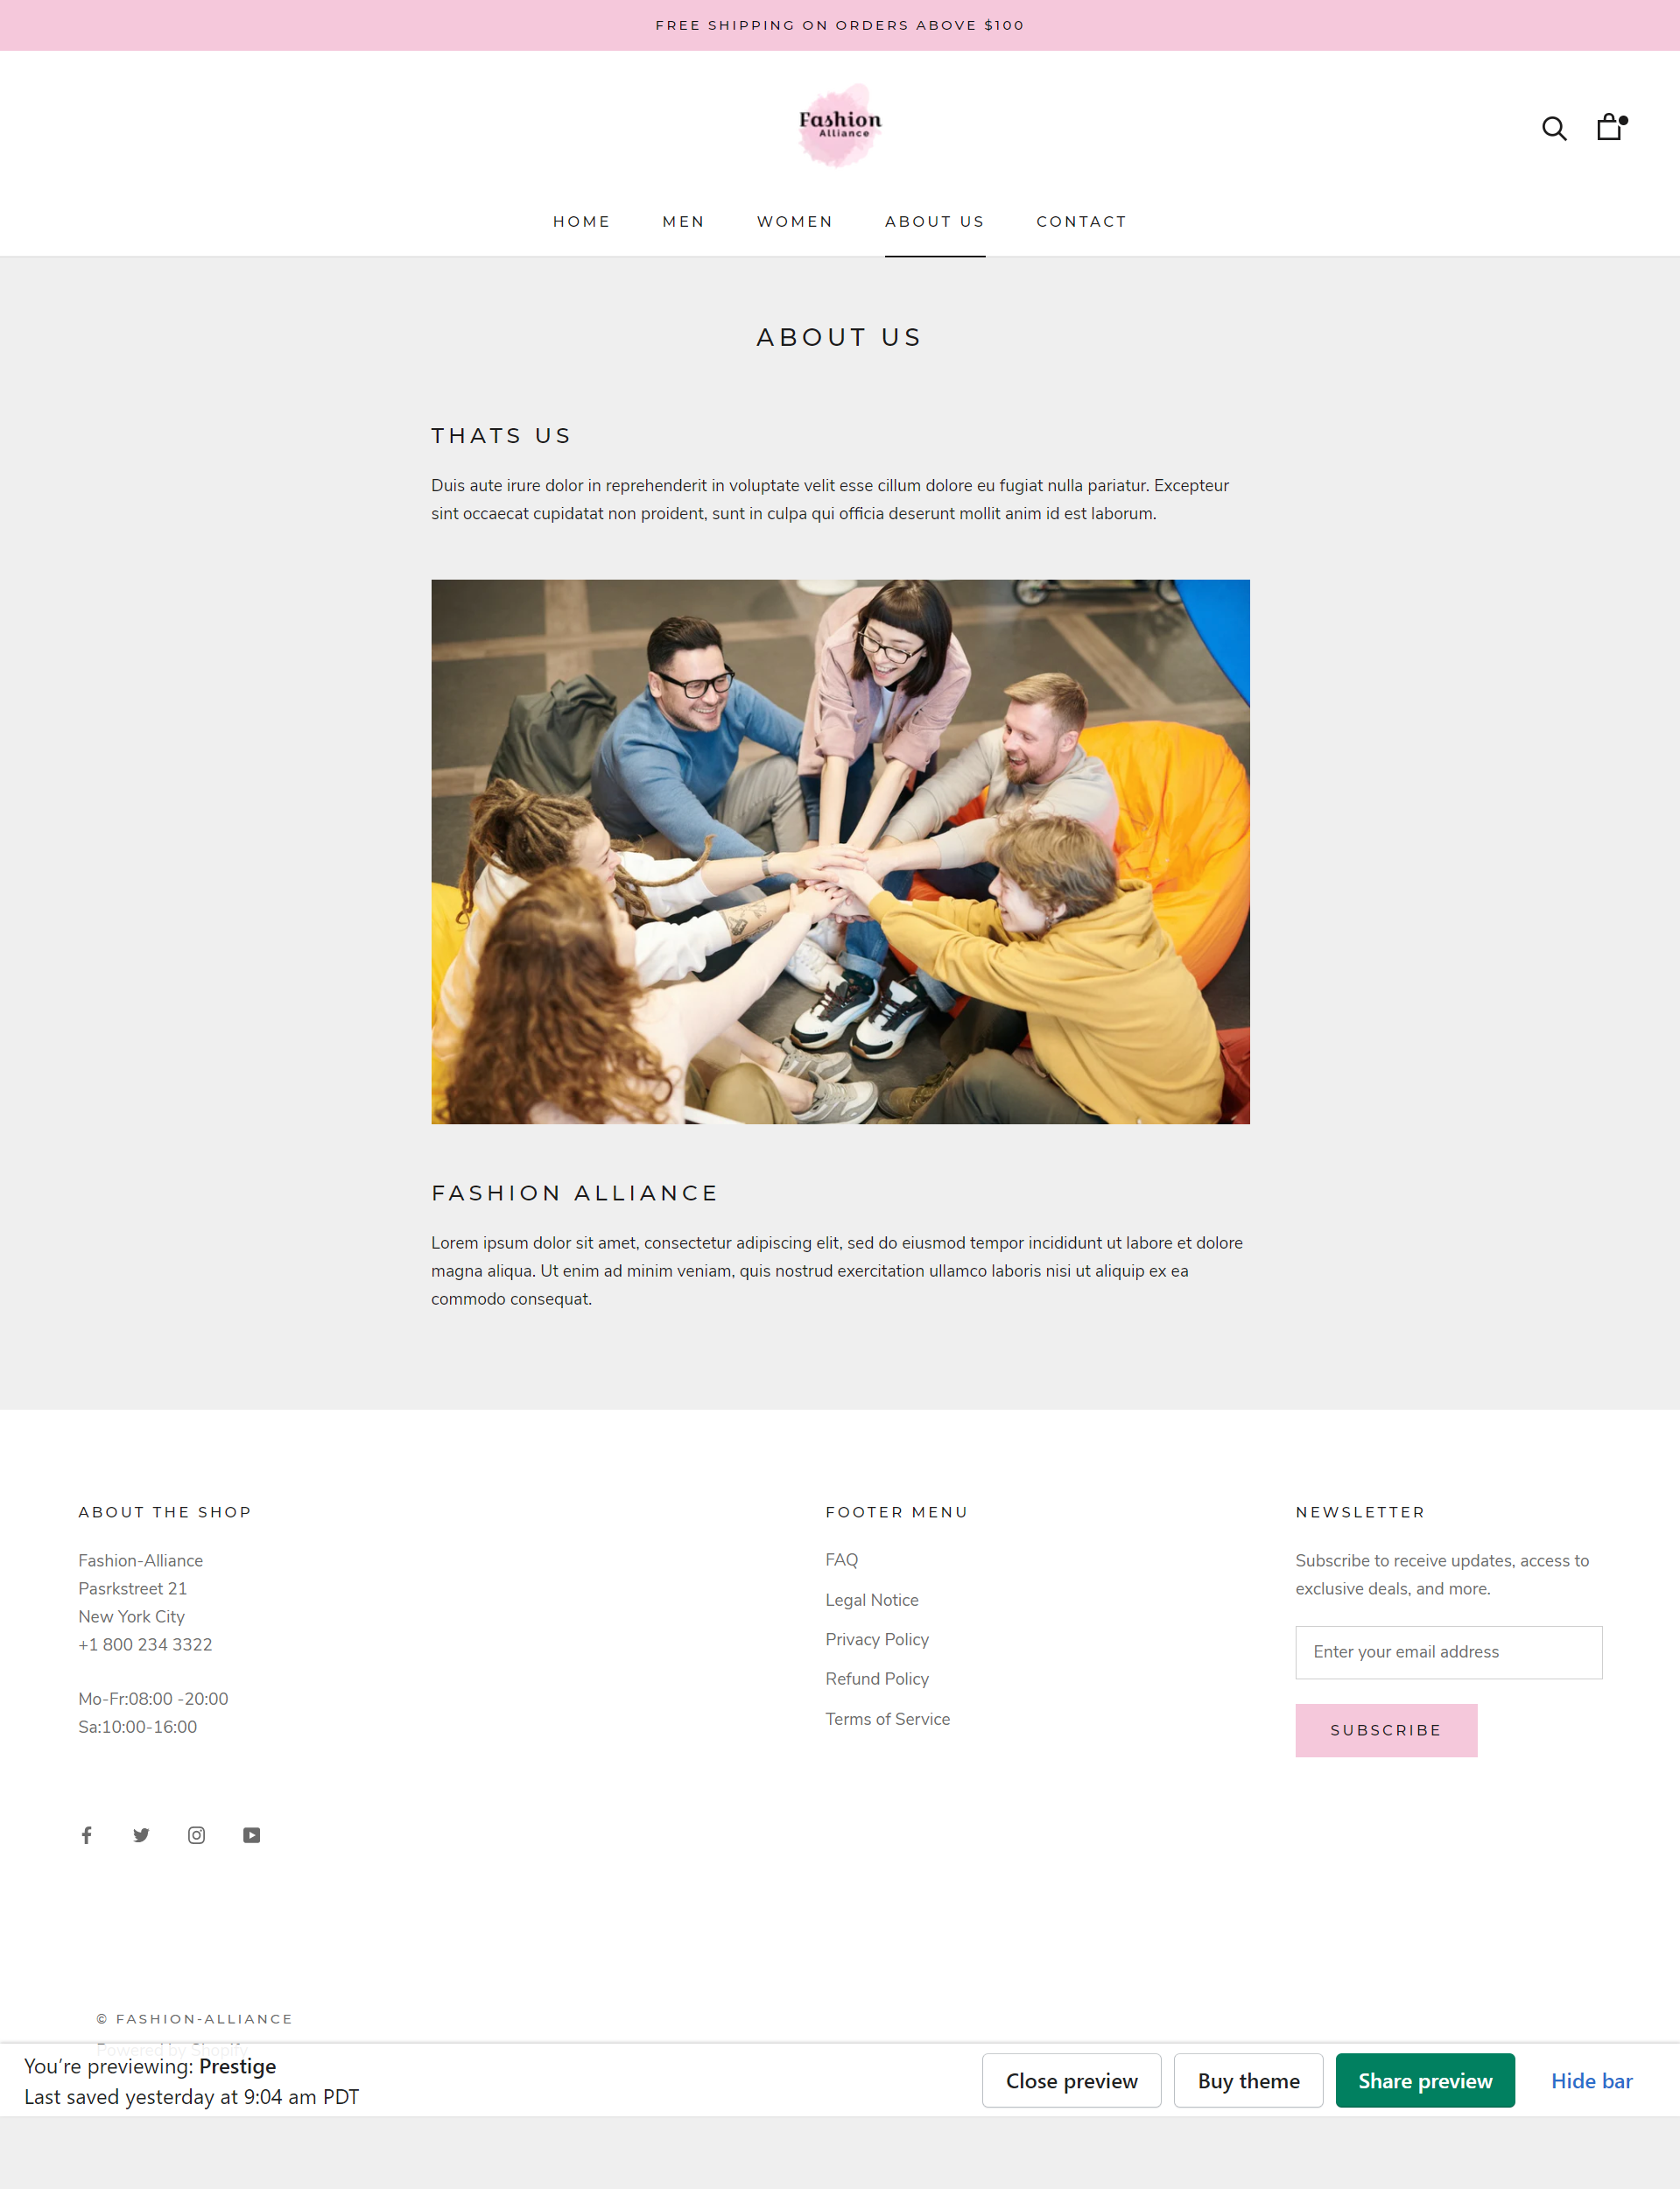 FREE SHIPPING ON ORDERS ABOVE $100
Fashion
Alliance
HOME MEN WOMEN ABOUT US CONTACT
ABOUT US
THATS US
Duis aute irure dolor in reprehenderit in voluptate velit esse cillum dolore eu fugiat nulla pariatur. Excepteur
sint occaecat cupidatat non proident, sunt in culpa qui officia deserunt mollit anim id est laborum.
FASHION ALLIANCE
Lorem ipsum dolor sit amet, consectetur adipiscing elit, sed do eiusmod tempor incididunt ut labore et dolore
magna aliqua. Ut enim ad minim veniam, quis nostrud exercitation ullamco laboris nisi ut aliquip ex ea
commodo consequat.
ABOUT THE SHOP
Fashion-Alliance
Pasrkstreet 21
New York City
+1 800 234 3322
Mo-Fr:08:00 -20:00
Sa:10:00-16:00
FOOTER MENU
FAQ
Legal Notice
Privacy Policy
Refund Policy
Terms of Service
NEWSLETTER
Subscribe to receive updates, access to
exclusive deals, and more.
Enter your email address
SUBSCRIBE
© FASHION-ALLIANCE
Powered by Shopify
You're previewing: Prestige
Last saved yesterday at 9:04 am PDT
Close preview Buy theme Share preview Hide bar